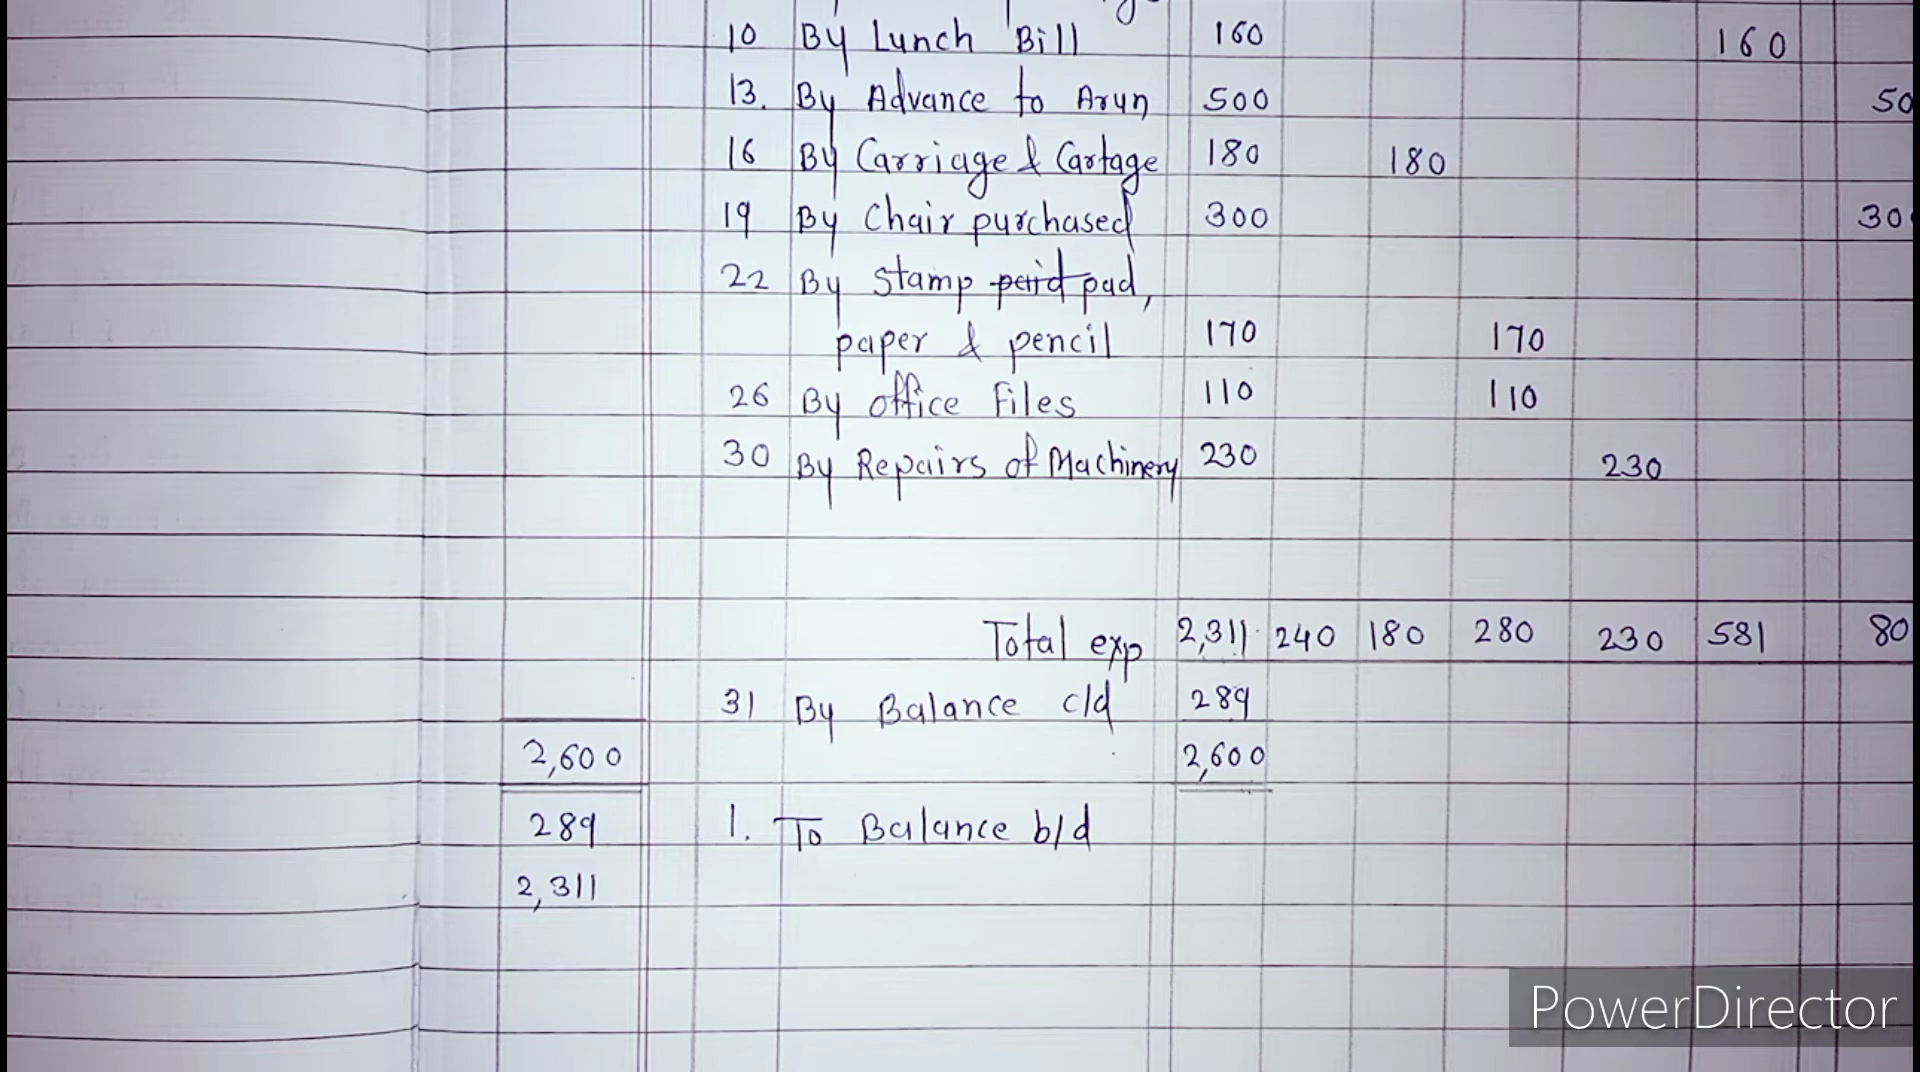 10 By Lunch Bill 160 160
13. By Advance to Arun 500 50
16 By Carriage & Cartage 180 180
19 By Chair purchased 300 30
22 By Stamp paid pad,
paper & pencil 170 170
26 By office Files 110 110
30 By Repairs of Machinery 230 230
Total exp 2,311 240 180 280 230 581 80
31 By Balance c/d 289
2,600 2,600
289 1. To Balance b/d
2,311
PowerDirector